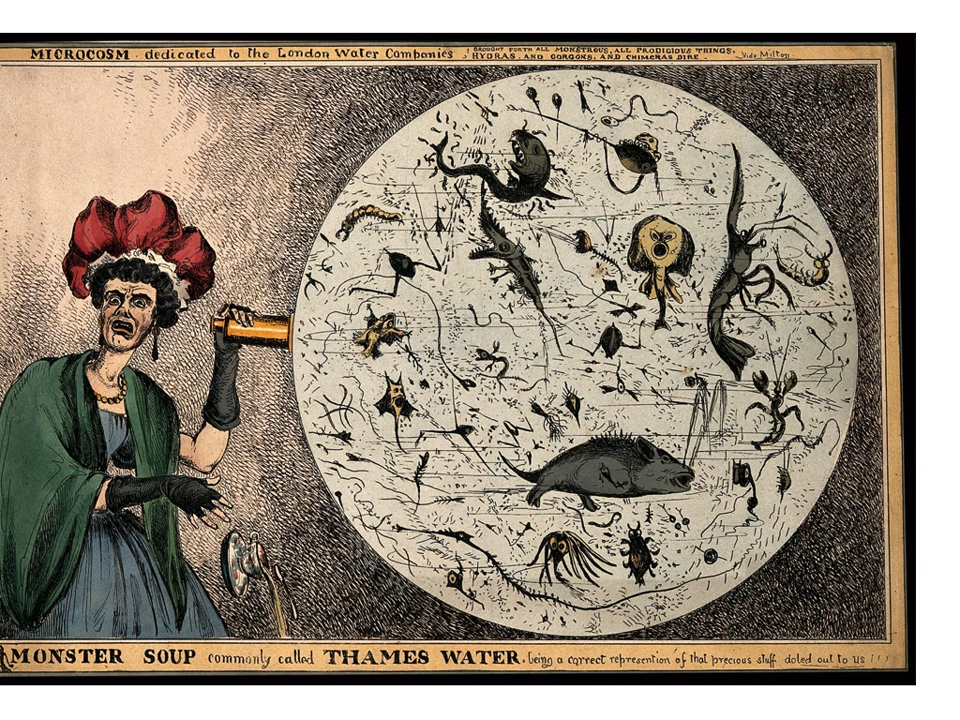 MICROCOSM . dedicated to the London Water Companies
BROUGHT FORTH ALL MONSTROUS, ALL PRODIGIOUS THINGS,
HYDRAS, AND GORGONS, AND CHIMERAS DIRE . Vide Milton
MONSTER SOUP commonly called THAMES WATER, being a correct represention of that precious stuff doled out to us !!!